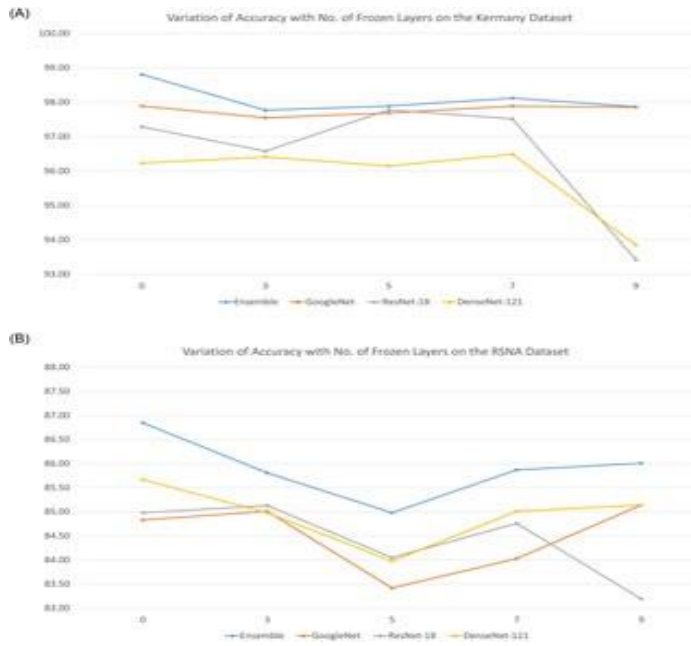 (A)
Variation of Accuracy with No. of Frozen Layers on the Kermany Dataset
100.00
99.00
98.00
97.00
96.00
95.00
94.00
93.00
0 3 5 7 9
Ensemble GoogleNet ResNet-18 DenseNet-121
(B)
Variation of Accuracy with No. of Frozen Layers on the RSNA Dataset
88.00
87.50
87.00
86.50
86.00
85.50
85.00
84.50
84.00
83.50
83.00
0 3 5 7 9
Ensemble GoogleNet ResNet-18 DenseNet-121